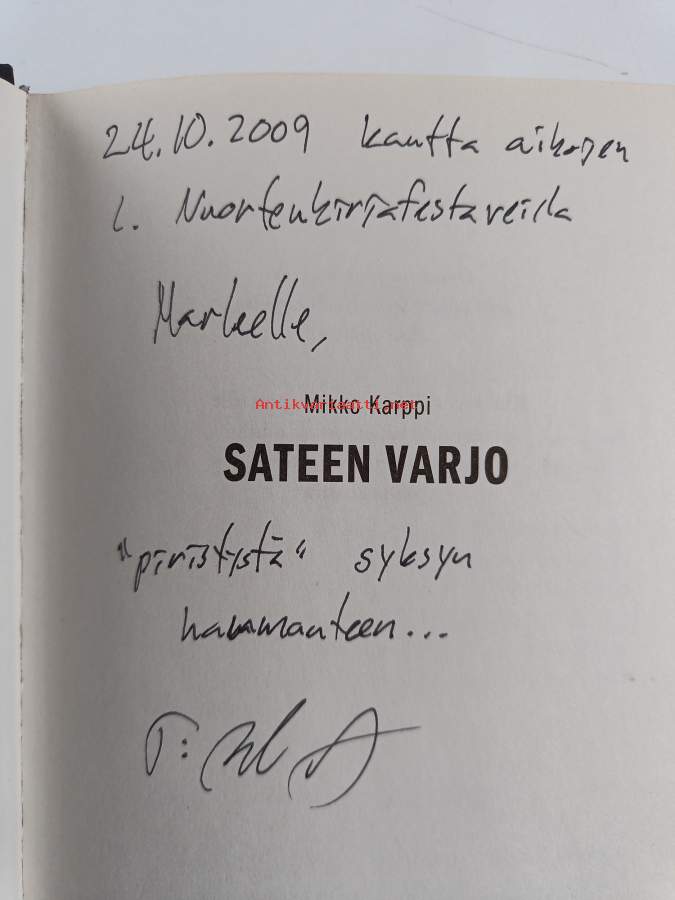 24.10.2009 kautta aikojen
1. Nuortenkirjafestareilla
Markelle,
Mikko Karppi
Antikvariaatti.net
SATEEN VARJO
"piristystä" syksyn
harmauteen...
T: